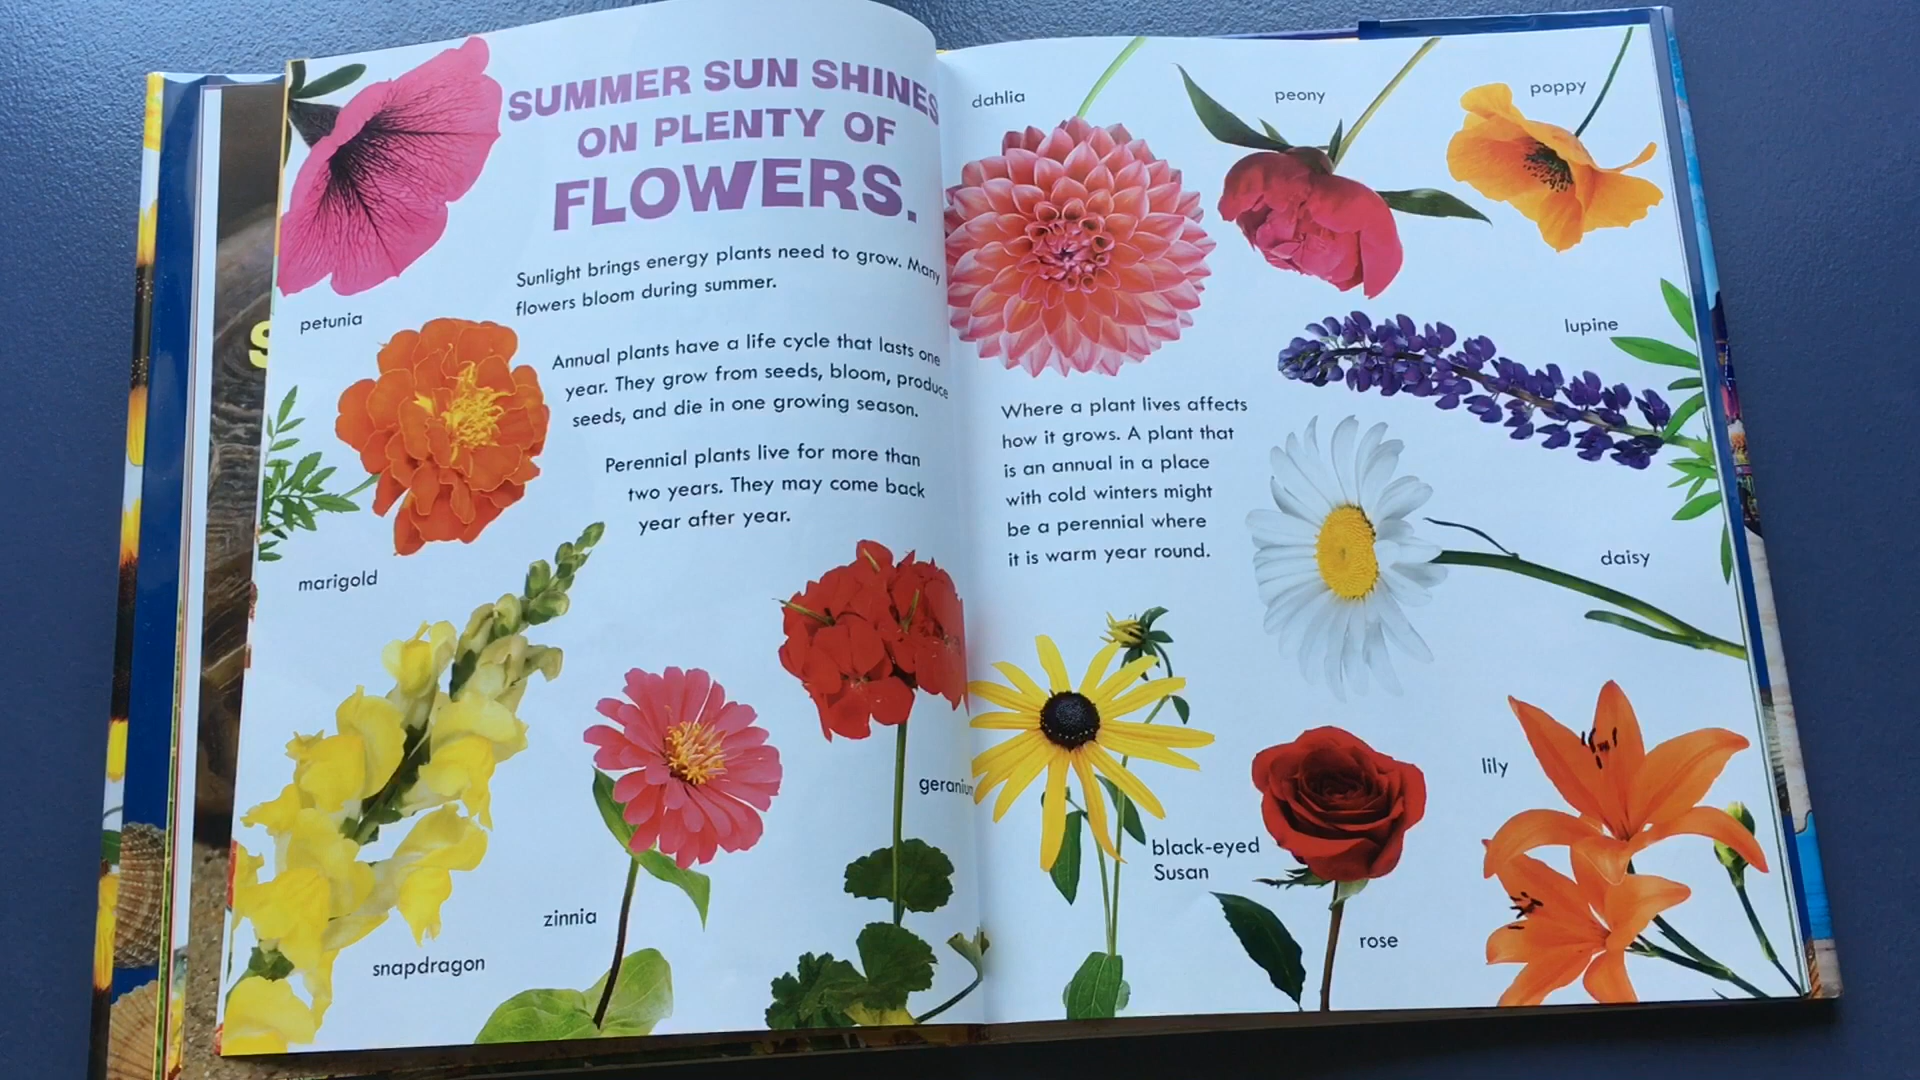 SUMMER SUN SHINES
ON PLENTY OF
FLOWERS.
Sunlight brings energy plants need to grow. Many
flowers bloom during summer.
Annual plants have a life cycle that lasts one
year. They grow from seeds, bloom, produce
seeds, and die in one growing season.
Perennial plants live for more than
two years. They may come back
year after year.
petunia
marigold
snapdragon
zinnia
geranium
dahlia
peony
poppy
lupine
Where a plant lives affects
how it grows. A plant that
is an annual in a place
with cold winters might
be a perennial where
it is warm year round.
daisy
black-eyed
Susan
rose
lily
S